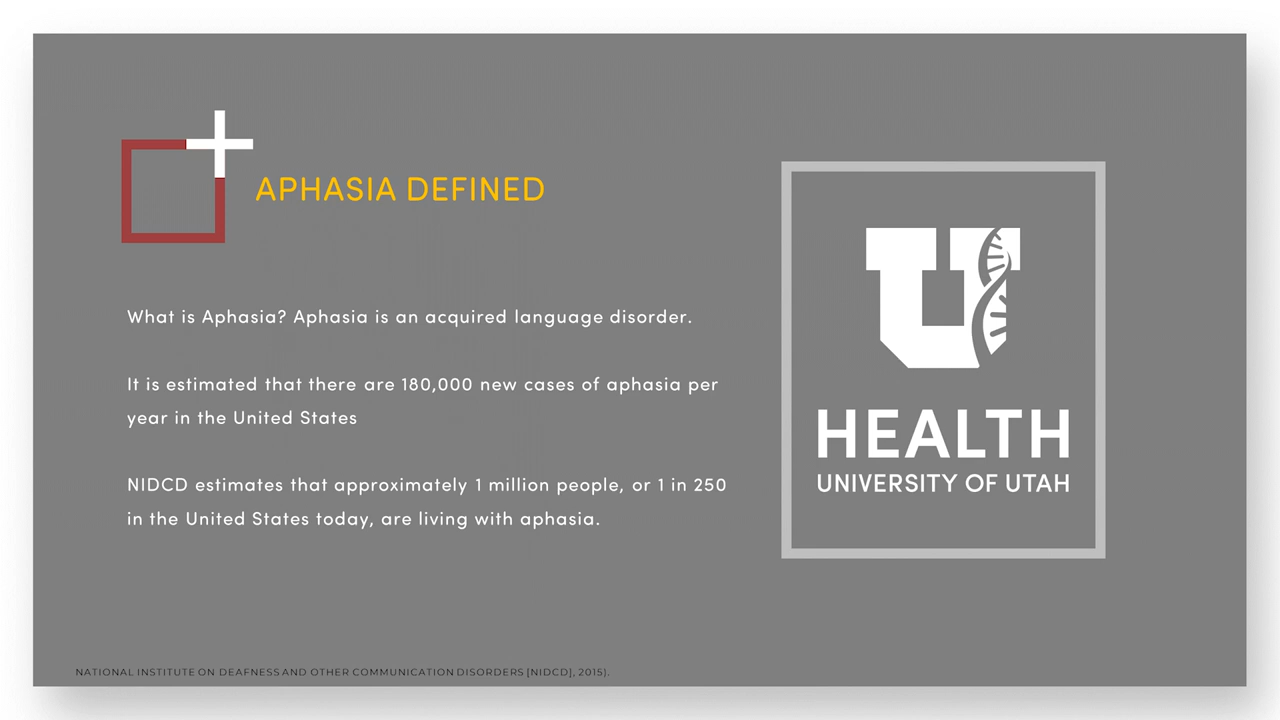 APHASIA DEFINED
What is Aphasia? Aphasia is an acquired language disorder.
It is estimated that there are 180,000 new cases of aphasia per
year in the United States
NIDCD estimates that approximately 1 million people, or 1 in 250
in the United States today, are living with aphasia.
U
HEALTH
UNIVERSITY OF UTAH
NATIONAL INSTITUTE ON DEAFNESS AND OTHER COMMUNICATION DISORDERS [NIDCD], 2015).